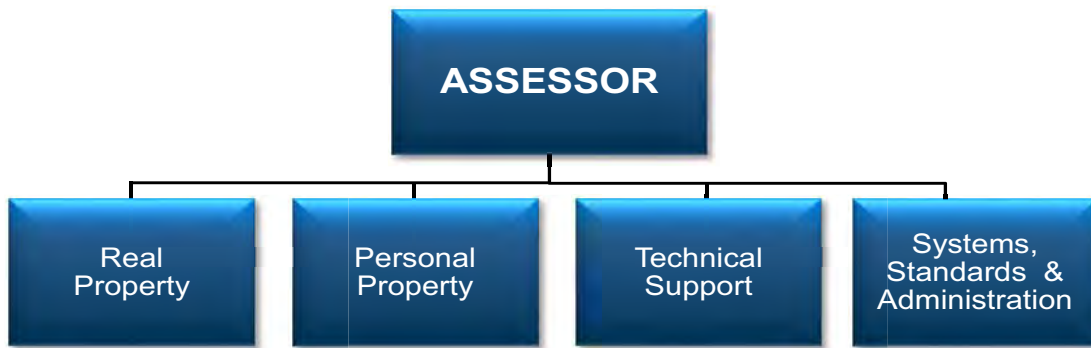 ASSESSOR
Real
Property
Personal
Property
Technical
Support
Systems,
Standards &
Administration